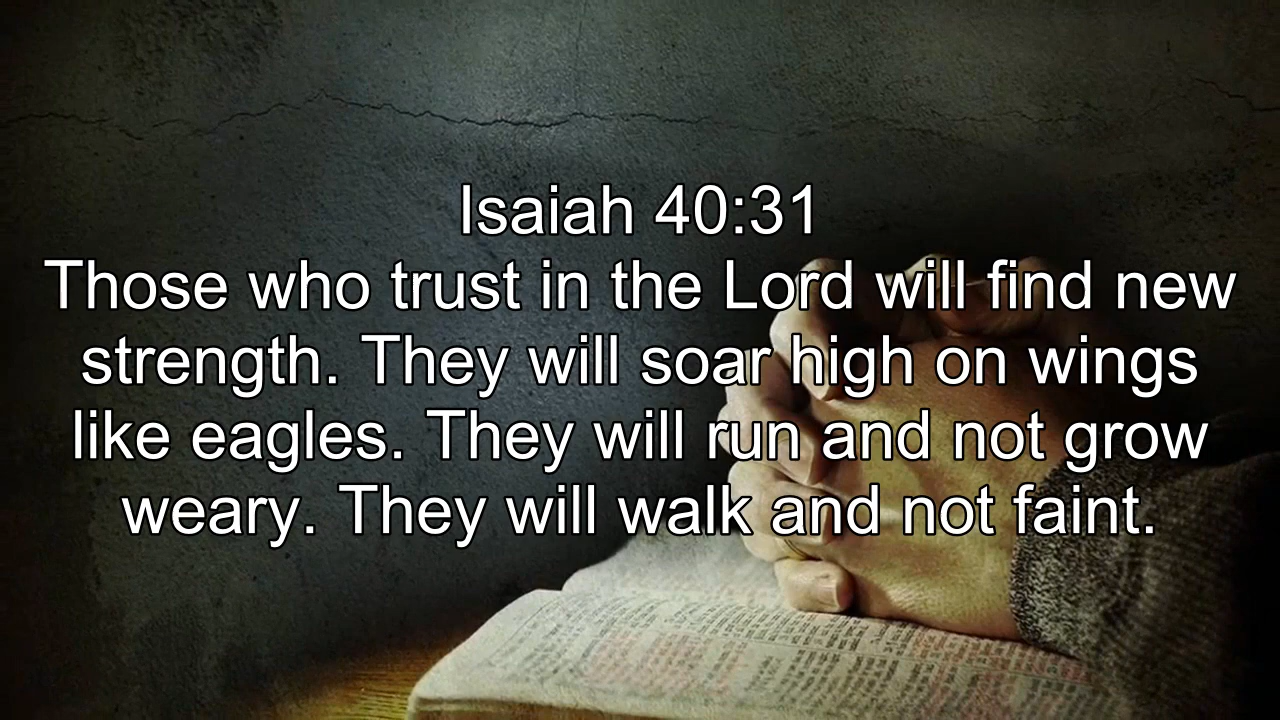 Isaiah 40:31
Those who trust in the Lord will find new
strength. They will soar high on wings
like eagles. They will run and not grow
weary. They will walk and not faint.